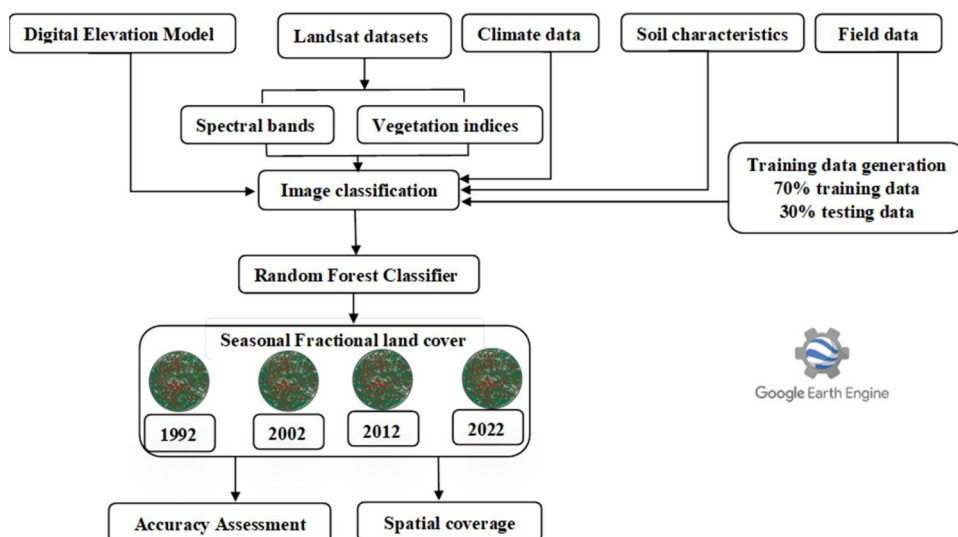 Digital Elevation Model
Landsat datasets
Climate data
Soil characteristics
Field data
Spectral bands
Vegetation indices
Training data generation
70% training data
30% testing data
Image classification
Random Forest Classifier
Seasonal Fractional land cover
1992
2002
2012
2022
Google Earth Engine
Accuracy Assessment
Spatial coverage